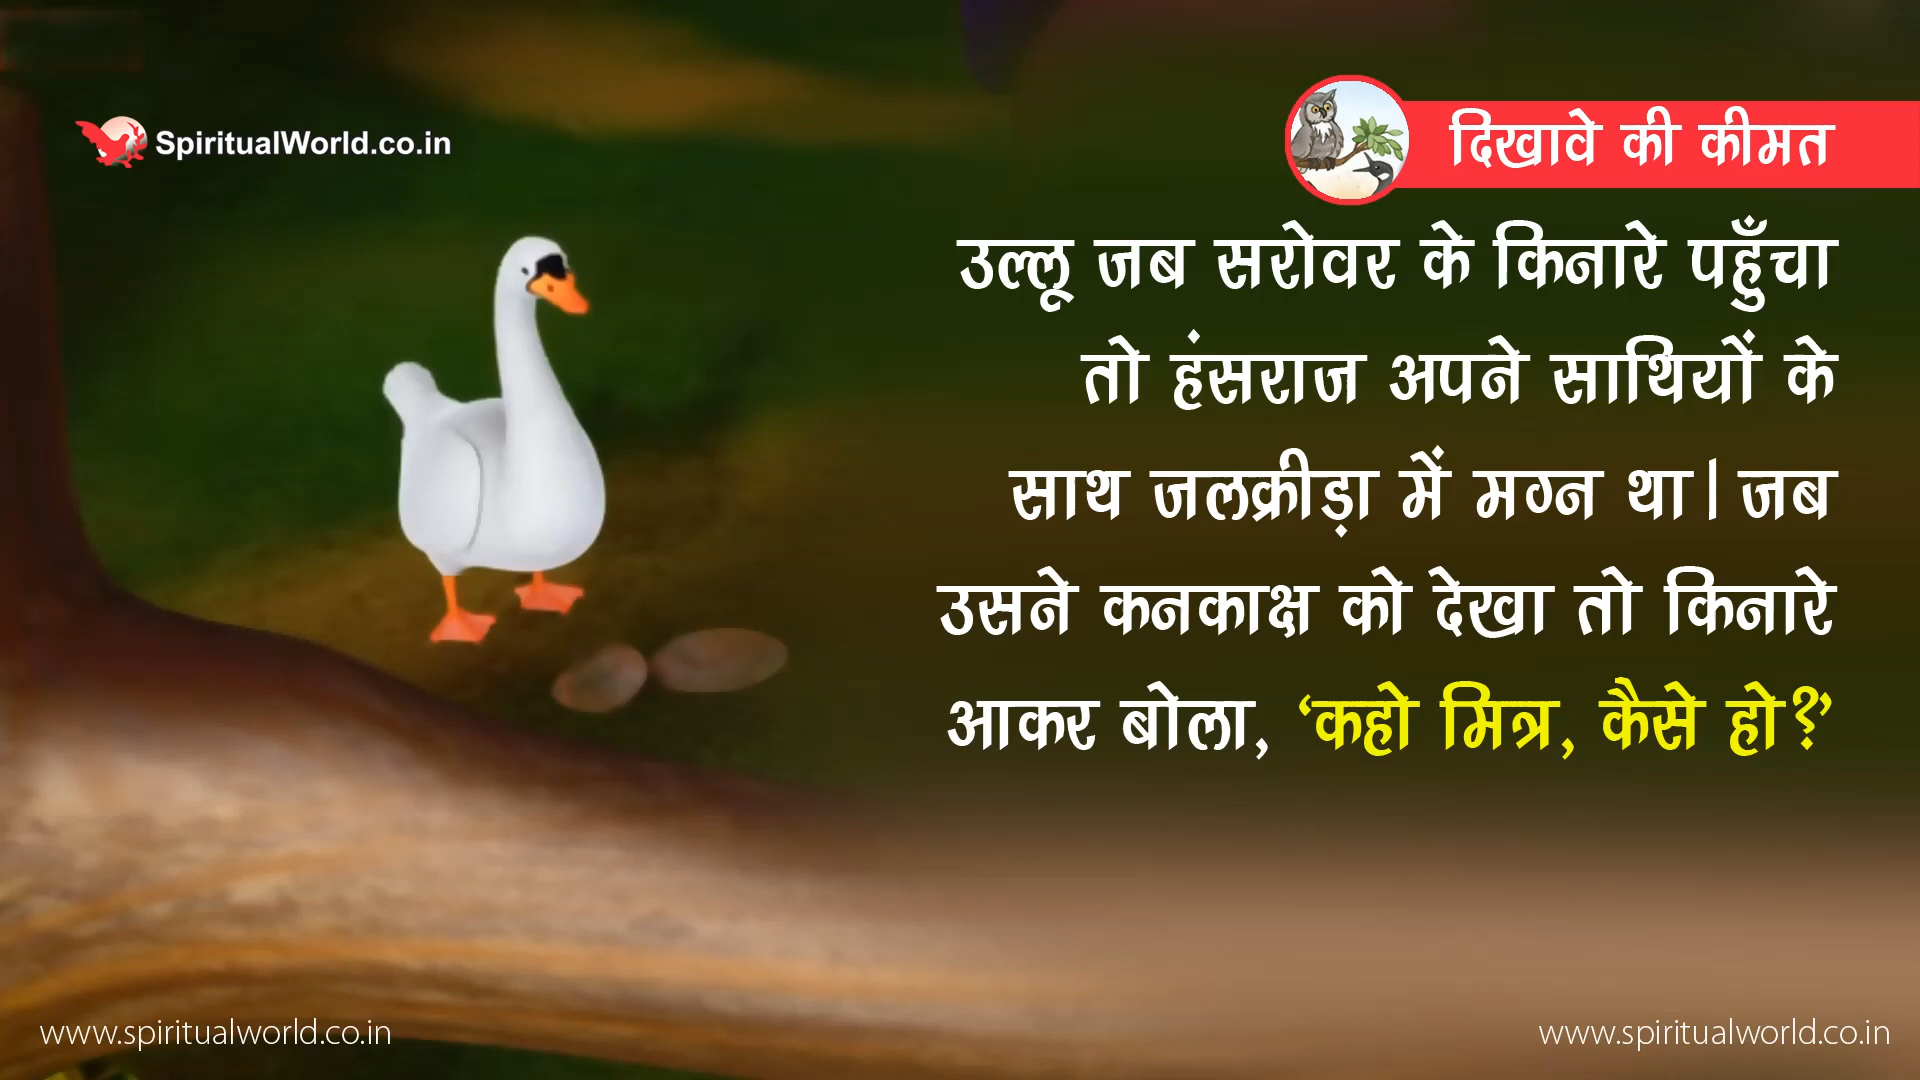 SpiritualWorld.co.in
दिखावे की कीमत
उल्लू जब सरोवर के किनारे पहुँचा
तो हंसराज अपने साथियों के
साथ जलक्रीड़ा में मग्न था। जब
उसने कनकाक्ष को देखा तो किनारे
आकर बोला, ‘कहो मित्र, कैसे हो?’
www.spiritualworld.co.in
www.spiritualworld.co.in